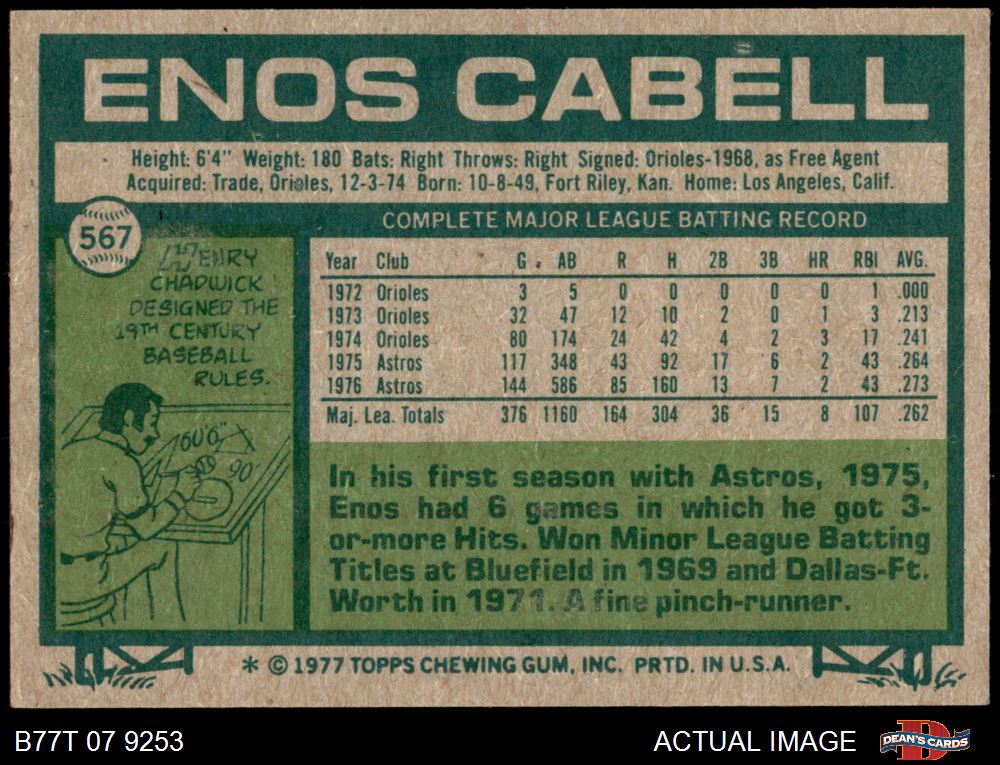 ENOS CABELL
Height: 6'4" Weight: 180 Bats: Right Throws: Right Signed: Orioles-1968, as Free Agent
Acquired: Trade, Orioles, 12-3-74 Born: 10-8-49, Fort Riley, Kan. Home: Los Angeles, Calif.
567
HENRY
CHADWICK
DESIGNED THE
19TH CENTURY
BASEBALL
RULES.
60'6"
90'
COMPLETE MAJOR LEAGUE BATTING RECORD
Year Club G AB R H 2B 3B HR RBI AVG.
1972 Orioles 3 5 0 0 0 0 0 1 .000
1973 Orioles 32 47 12 10 2 0 1 3 .213
1974 Orioles 80 174 24 42 4 2 3 17 .241
1975 Astros 117 348 43 92 17 6 2 43 .264
1976 Astros 144 586 85 160 13 7 2 43 .273
Maj. Lea. Totals 376 1160 164 304 36 15 8 107 .262
In his first season with Astros, 1975,
Enos had 6 games in which he got 3-
or-more Hits. Won Minor League Batting
Titles at Bluefield in 1969 and Dallas-Ft.
Worth in 1971. A fine pinch-runner.
* © 1977 TOPPS CHEWING GUM, INC. PRTD. IN U.S.A.
B77T 07 9253
ACTUAL IMAGE
D
DEAN'S CARDS